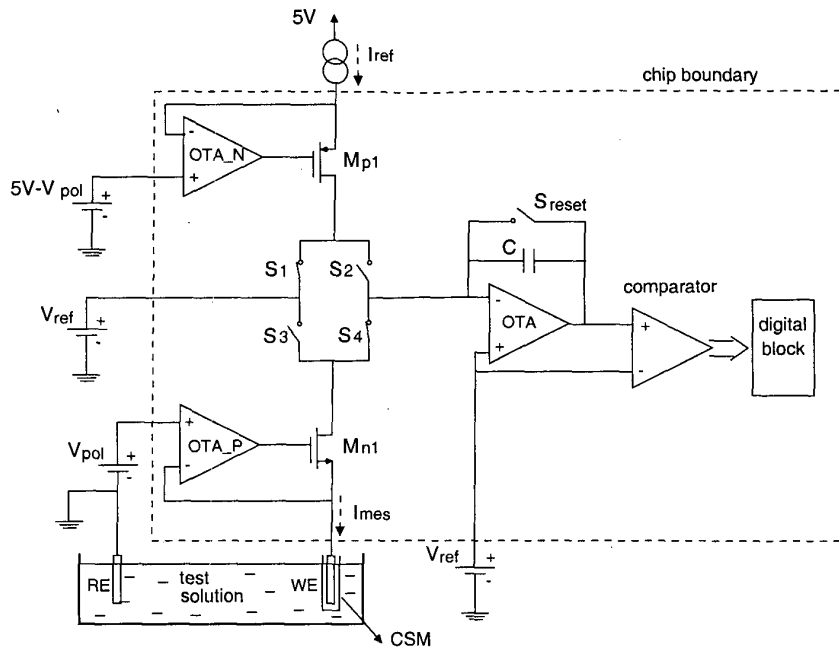 5V
Iref
chip boundary
-
OTA_N
+
Mp1
5V-Vpol
+
-
Sreset
C
S1
S2
Vref
+
-
S3
S4
-
OTA
+
comparator
+
-
digital
block
Vpol
+
-
+
OTA_P
-
Mn1
Imes
Vref
+
-
RE
test
solution
WE
CSM